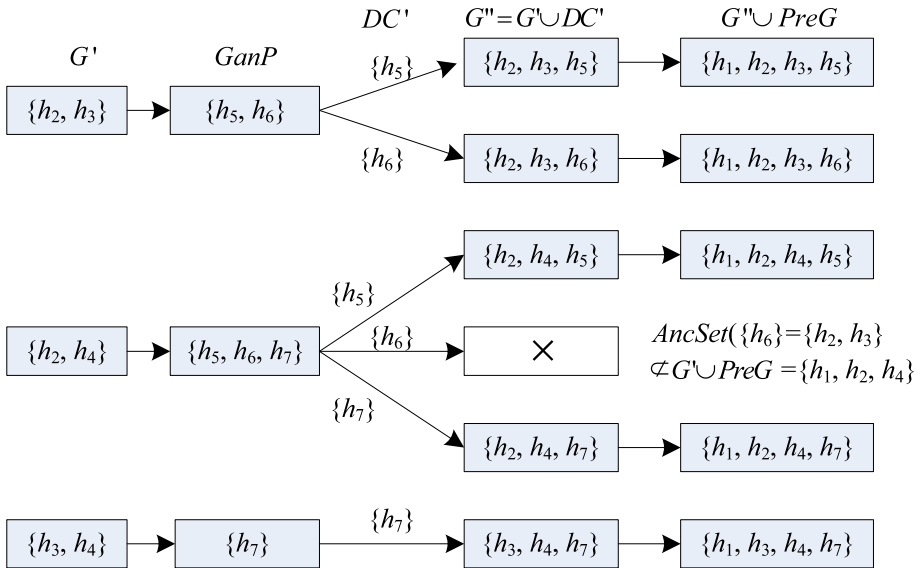 G' GanP DC' G''=G'∪DC' G''∪PreG
{h₂, h₃} {h₅, h₆} {h₅} {h₂, h₃, h₅} {h₁, h₂, h₃, h₅}
{h₆} {h₂, h₃, h₆} {h₁, h₂, h₃, h₆}
{h₂, h₄} {h₅, h₆, h₇} {h₅} {h₂, h₄, h₅} {h₁, h₂, h₄, h₅}
{h₆} × AncSet({h₆}={h₂, h₃}
⊄G'∪PreG ={h₁, h₂, h₄}
{h₇} {h₂, h₄, h₇} {h₁, h₂, h₄, h₇}
{h₃, h₄} {h₇} {h₇} {h₃, h₄, h₇} {h₁, h₃, h₄, h₇}